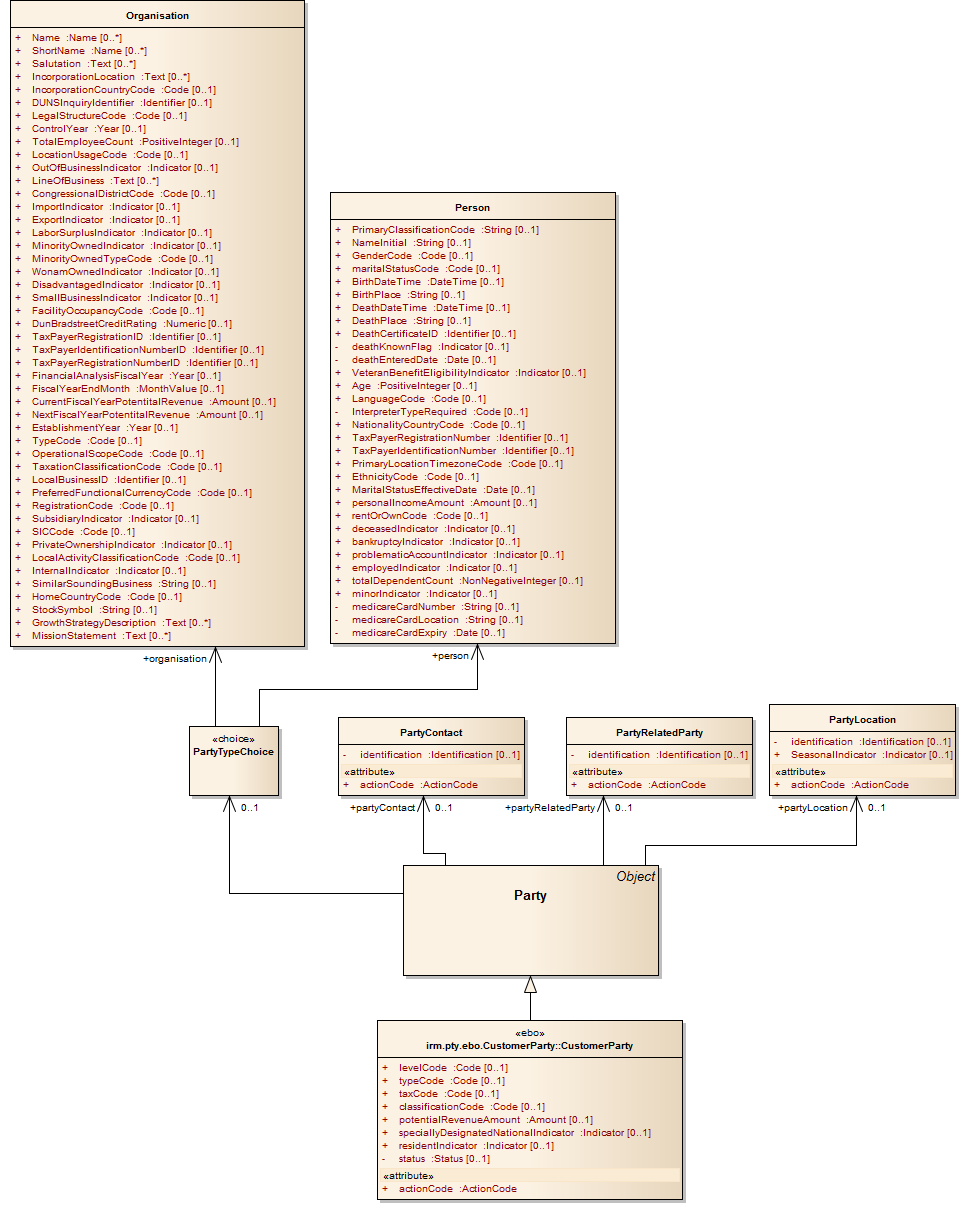 Organisation
+ Name :Name [0..*]
+ ShortName :Name [0..*]
+ Salutation :Text [0..*]
+ IncorporationLocation :Text [0..*]
+ IncorporationCountryCode :Code [0..1]
+ DUNSInquiryIdentifier :Identifier [0..1]
+ LegalStructureCode :Code [0..1]
+ ControlYear :Year [0..1]
+ TotalEmployeeCount :PositiveInteger [0..1]
+ LocationUsageCode :Code [0..1]
+ OutOfBusinessIndicator :Indicator [0..1]
+ LineOfBusiness :Text [0..*]
+ CongressionalDistrictCode :Code [0..1]
+ ImportIndicator :Indicator [0..1]
+ ExportIndicator :Indicator [0..1]
+ LaborSurplusIndicator :Indicator [0..1]
+ MinorityOwnedIndicator :Indicator [0..1]
+ MinorityOwnedTypeCode :Code [0..1]
+ WonamOwnedIndicator :Indicator [0..1]
+ DisadvantagedIndicator :Indicator [0..1]
+ SmallBusinessIndicator :Indicator [0..1]
+ FacilityOccupancyCode :Code [0..1]
+ DunBradstreetCreditRating :Numeric [0..1]
+ TaxPayerRegistrationID :Identifier [0..1]
+ TaxPayerIdentificationNumberID :Identifier [0..1]
+ TaxPayerRegistrationNumberID :Identifier [0..1]
+ FinancialAnalysisFiscalYear :Year [0..1]
+ FiscalYearEndMonth :MonthValue [0..1]
+ CurrentFiscalYearPotentitalRevenue :Amount [0..1]
+ NextFiscalYearPotentitalRevenue :Amount [0..1]
+ EstablishmentYear :Year [0..1]
+ TypeCode :Code [0..1]
+ OperationalScopeCode :Code [0..1]
+ TaxationClassificationCode :Code [0..1]
+ LocalBusinessID :Identifier [0..1]
+ PreferredFunctionalCurrencyCode :Code [0..1]
+ RegistrationCode :Code [0..1]
+ SubsidiaryIndicator :Indicator [0..1]
+ SICCode :Code [0..1]
+ PrivateOwnershipIndicator :Indicator [0..1]
+ LocalActivityClassificationCode :Code [0..1]
+ InternalIndicator :Indicator [0..1]
+ SimilarSoundingBusiness :String [0..1]
+ HomeCountryCode :Code [0..1]
+ StockSymbol :String [0..1]
+ GrowthStrategyDescription :Text [0..*]
+ MissionStatement :Text [0..*]
Person
+ PrimaryClassificationCode :String [0..1]
+ NameInitial :String [0..1]
+ GenderCode :Code [0..1]
+ maritalStatusCode :Code [0..1]
+ BirthDateTime :DateTime [0..1]
+ BirthPlace :String [0..1]
+ DeathDateTime :DateTime [0..1]
+ DeathPlace :String [0..1]
+ DeathCertificateID :Identifier [0..1]
- deathKnownFlag :Indicator [0..1]
- deathEnteredDate :Date [0..1]
+ VeteranBenefitEligibilityIndicator :Indicator [0..1]
+ Age :PositiveInteger [0..1]
+ LanguageCode :Code [0..1]
- InterpreterTypeRequired :Code [0..1]
+ NationalityCountryCode :Code [0..1]
+ TaxPayerRegistrationNumber :Identifier [0..1]
+ TaxPayerIdentificationNumber :Identifier [0..1]
+ PrimaryLocationTimezoneCode :Code [0..1]
+ EthnicityCode :Code [0..1]
+ MaritalStatusEffectiveDate :Date [0..1]
+ personalIncomeAmount :Amount [0..1]
+ rentOrOwnCode :Code [0..1]
+ deceasedIndicator :Indicator [0..1]
+ bankruptcyIndicator :Indicator [0..1]
+ problematicAccountIndicator :Indicator [0..1]
+ employedIndicator :Indicator [0..1]
+ totalDependentCount :NonNegativeInteger [0..1]
+ minorIndicator :Indicator [0..1]
- medicareCardNumber :String [0..1]
- medicareCardLocation :String [0..1]
- medicareCardExpiry :Date [0..1]
+organisation
+person
«choice»
PartyTypeChoice
PartyContact
- identification :Identification [0..1]
«attribute»
+ actionCode :ActionCode
PartyRelatedParty
- identification :Identification [0..1]
«attribute»
+ actionCode :ActionCode
PartyLocation
- identification :Identification [0..1]
+ SeasonalIndicator :Indicator [0..1]
«attribute»
+ actionCode :ActionCode
0..1
+partyContact 0..1
+partyRelatedParty 0..1
+partyLocation 0..1
Object
Party
«ebo»
irm.pty.ebo.CustomerParty::CustomerParty
+ levelCode :Code [0..1]
+ typeCode :Code [0..1]
+ taxCode :Code [0..1]
+ classificationCode :Code [0..1]
+ potentialRevenueAmount :Amount [0..1]
+ speciallyDesignatedNationalIndicator :Indicator [0..1]
+ residentIndicator :Indicator [0..1]
- status :Status [0..1]
«attribute»
+ actionCode :ActionCode